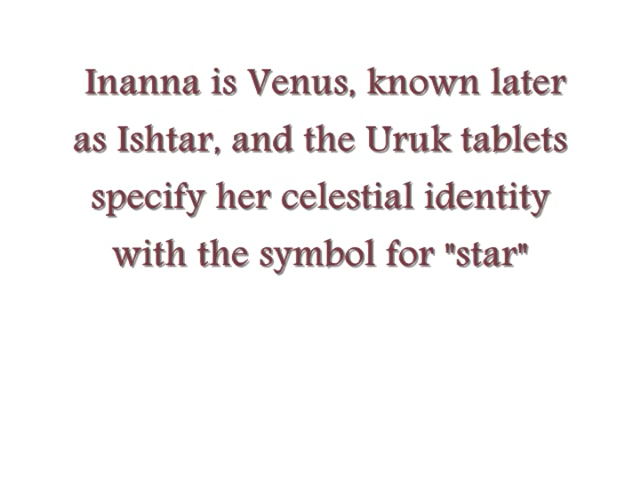 Inanna is Venus, known later
as Ishtar, and the Uruk tablets
specify her celestial identity
with the symbol for "star"